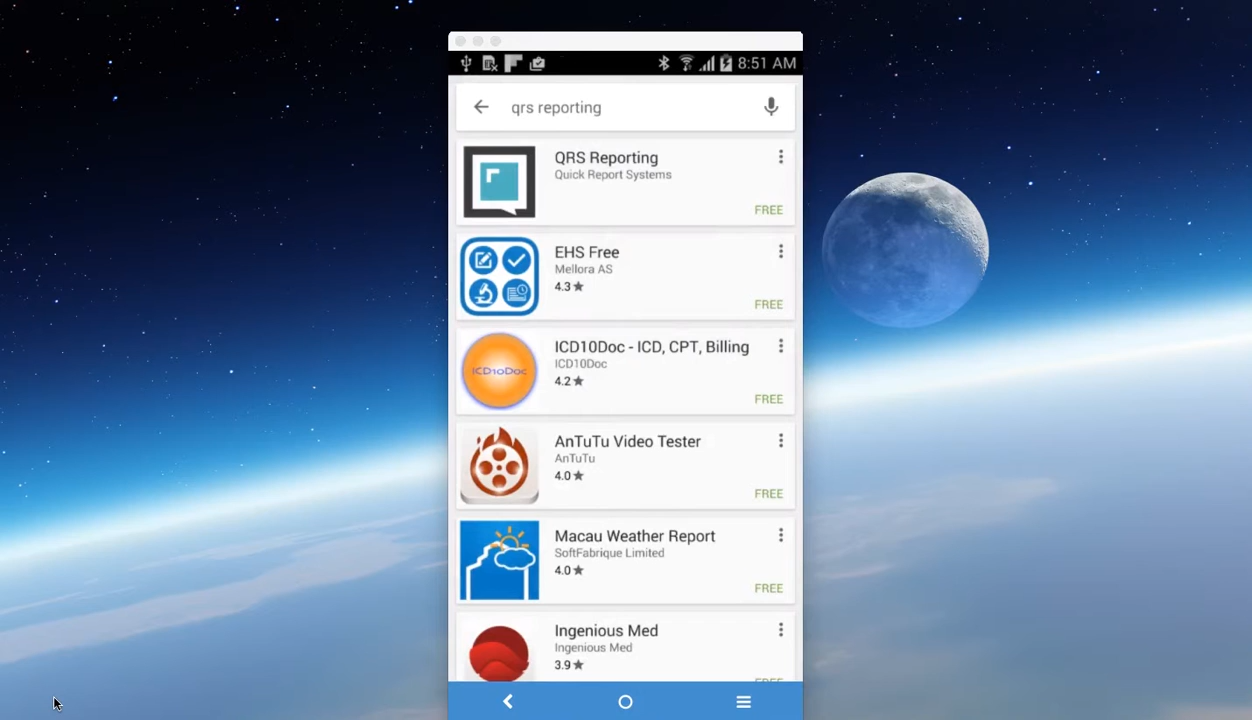 8:51 AM
qrs reporting
QRS Reporting
Quick Report Systems
FREE
EHS Free
Mellora AS
4.3★
FREE
ICD10Doc
ICD10Doc - ICD, CPT, Billing
ICD10Doc
4.2★
FREE
AnTuTu Video Tester
AnTuTu
4.0★
FREE
Macau Weather Report
SoftFabrique Limited
4.0★
FREE
Ingenious Med
Ingenious Med
3.9★